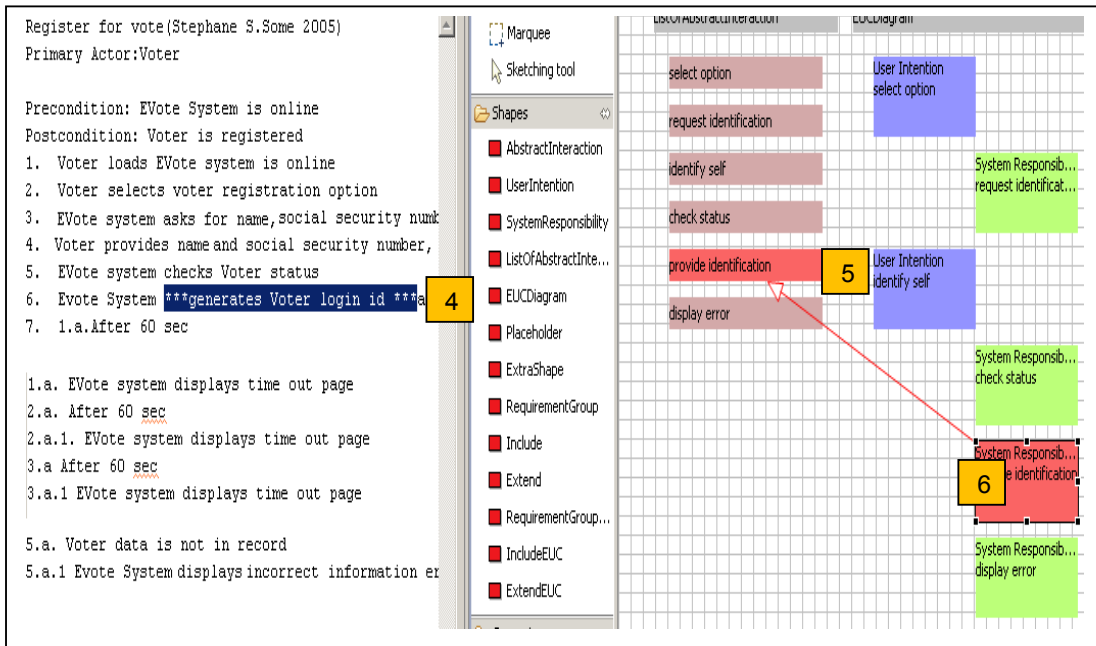 Register for vote(Stephane S.Some 2005)
Primary Actor:Voter
Precondition: EVote System is online
Postcondition: Voter is registered
1. Voter loads EVote system is online
2. Voter selects voter registration option
3. EVote system asks for name,social security numb
4. Voter provides name and social security number,
5. EVote system checks Voter status
6. Evote System ***generates Voter login id ***a
7. 1.a.After 60 sec
1.a. EVote system displays time out page
2.a. After 60 sec
2.a.1. EVote system displays time out page
3.a After 60 sec
3.a.1 EVote system displays time out page
5.a. Voter data is not in record
5.a.1 Evote System displays incorrect information er
4
Marquee
Sketching tool
Shapes
AbstractInteraction
UserIntention
SystemResponsibility
ListOfAbstractInte...
EUCDiagram
Placeholder
ExtraShape
RequirementGroup
Include
Extend
RequirementGroup...
IncludeEUC
ExtendEUC
ListOfAbstractInteraction
select option
request identification
identify self
check status
provide identification
display error
5
EUCDiagram
User Intention
select option
System Responsib...
request identificat...
User Intention
identify self
System Responsib...
check status
System Responsib...
e identification
6
System Responsib...
display error